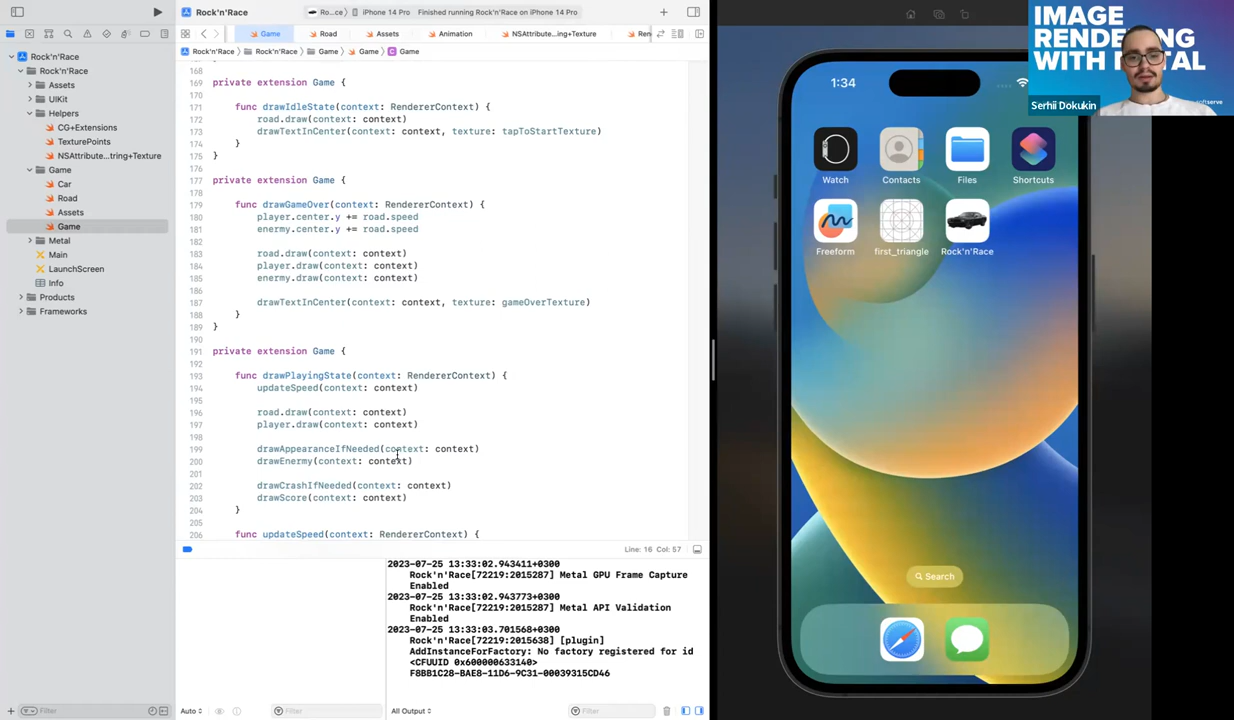 Rock'n'Race
Ro...ce
iPhone 14 Pro
Finished running Rock'n'Race on iPhone 14 Pro
Game
Road
Assets
Animation
NSAttribute...ing+Texture
Rock'n'Race
Rock'n'Race
Game
Game
Game
Rock'n'Race
Rock'n'Race
Assets
UIKit
Helpers
CG+Extensions
TexturePoints
NSAttribute...tring+Texture
Game
Car
Road
Assets
Game
Metal
Main
LaunchScreen
Info
Products
Frameworks
Filter
168
169 private extension Game {
170
171 func drawIdleState(context: RendererContext) {
172 road.draw(context: context)
173 drawTextInCenter(context: context, texture: tapToStartTexture)
174 }
175 }
176
177 private extension Game {
178
179 func drawGameOver(context: RendererContext) {
180 player.center.y += road.speed
181 enemy.center.y += road.speed
182
183 road.draw(context: context)
184 player.draw(context: context)
185 enemy.draw(context: context)
186
187 drawTextInCenter(context: context, texture: gameOverTexture)
188 }
189 }
190
191 private extension Game {
192
193 func drawPlayingState(context: RendererContext) {
194 updateSpeed(context: context)
195
196 road.draw(context: context)
197 player.draw(context: context)
198
199 drawAppearanceIfNeeded(context: context)
200 drawEnermy(context: context)
201
202 drawCrashIfNeeded(context: context)
203 drawScore(context: context)
204 }
205
206 func updateSpeed(context: RendererContext) {
Line: 16 Col: 57
2023-07-25 13:33:02.943411+0300
Rock'n'Race[72219:2015287] Metal GPU Frame Capture
Enabled
2023-07-25 13:33:02.943773+0300
Rock'n'Race[72219:2015287] Metal API Validation
Enabled
2023-07-25 13:33:03.701568+0300
Rock'n'Race[72219:2015638] [plugin]
AddInstanceForFactory: No factory registered for id
<CFUUID 0x600000633140>
F8BB1C28-BAE8-11D6-9C31-00039315CD46
Auto
Filter
All Output
Filter
1:34
Watch
Contacts
Files
Shortcuts
Freeform
first_triangle
Rock'n'Race
Search
IMAGE
RENDERING
WITH
Serhii Dokukin